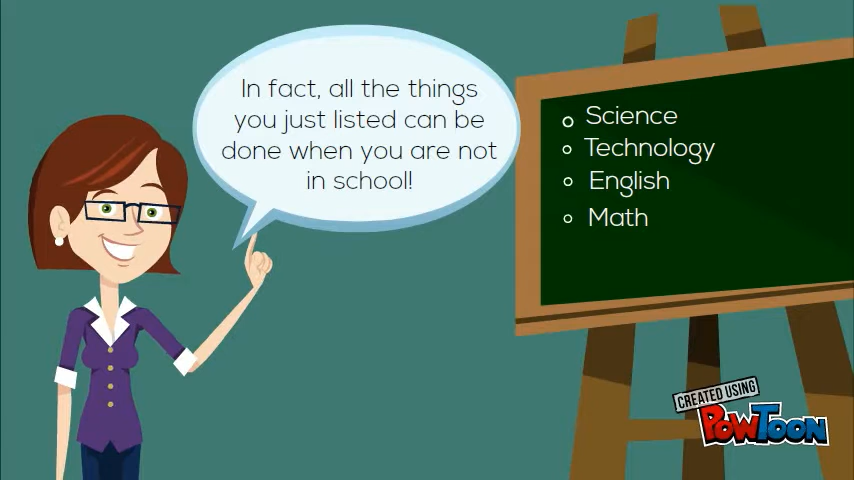 In fact, all the things
you just listed can be
done when you are not
in school!
Science
Technology
English
Math
CREATED USING
POWTOON